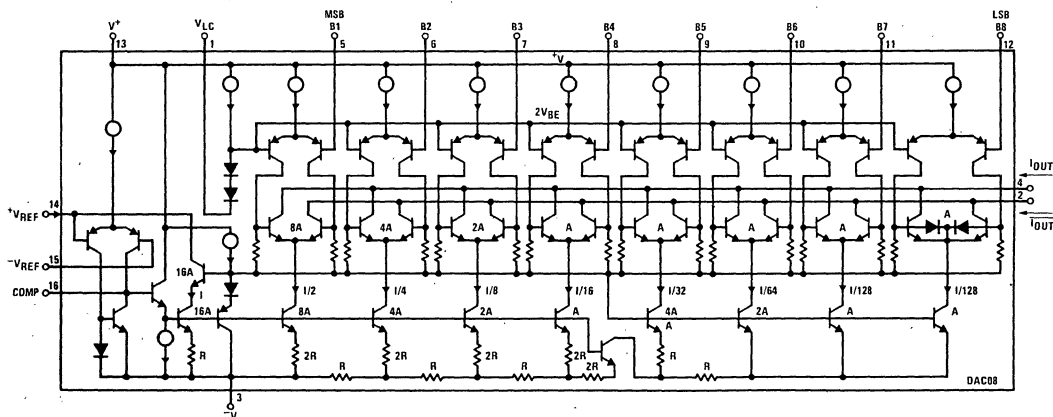 MSB LSB
V+ VLC B1 B2 B3 B4 B5 B6 B7 B8
13 1 5 6 7 8 9 10 11 12
+V
2VBE
IOUT
4
14
+VREF
2
IOUT
8A 4A 2A A A A A A
15
-VREF
16A
16
COMP
I I/2 I/4 I/8 I/16 I/32 I/64 I/128 I/128
16A 8A 4A 2A A 4A 2A A A
A
R 2R 2R 2R 2R R
R R R 2R R
3
-V
DAC08